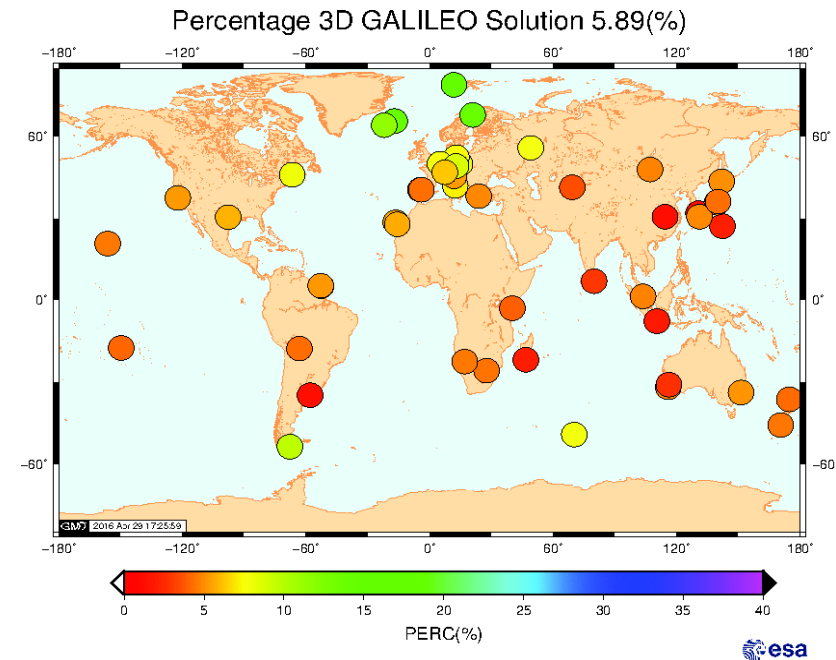 Percentage 3D GALILEO Solution 5.89(%)
−180˚ −120˚ −60˚ 0˚ 60˚ 120˚ 180˚
60˚ 60˚
0˚ 0˚
−60˚ −60
GMT 2016 Apr 29 17:25:59
−180˚ −120˚ −60˚ 0˚ 60˚ 120˚ 180˚
0 5 10 15 20 25 30 35 40
PERC(%)
esa